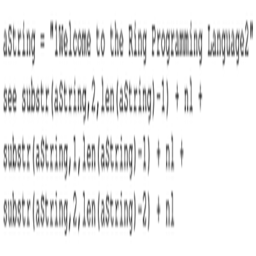 aString = "1Welcome to the Ring Programming Language2"
see substr(aString,2,len(aString)-1) + nl +
substr(aString,1,len(aString)-1) + nl +
substr(aString,2,len(aString)-2) + nl